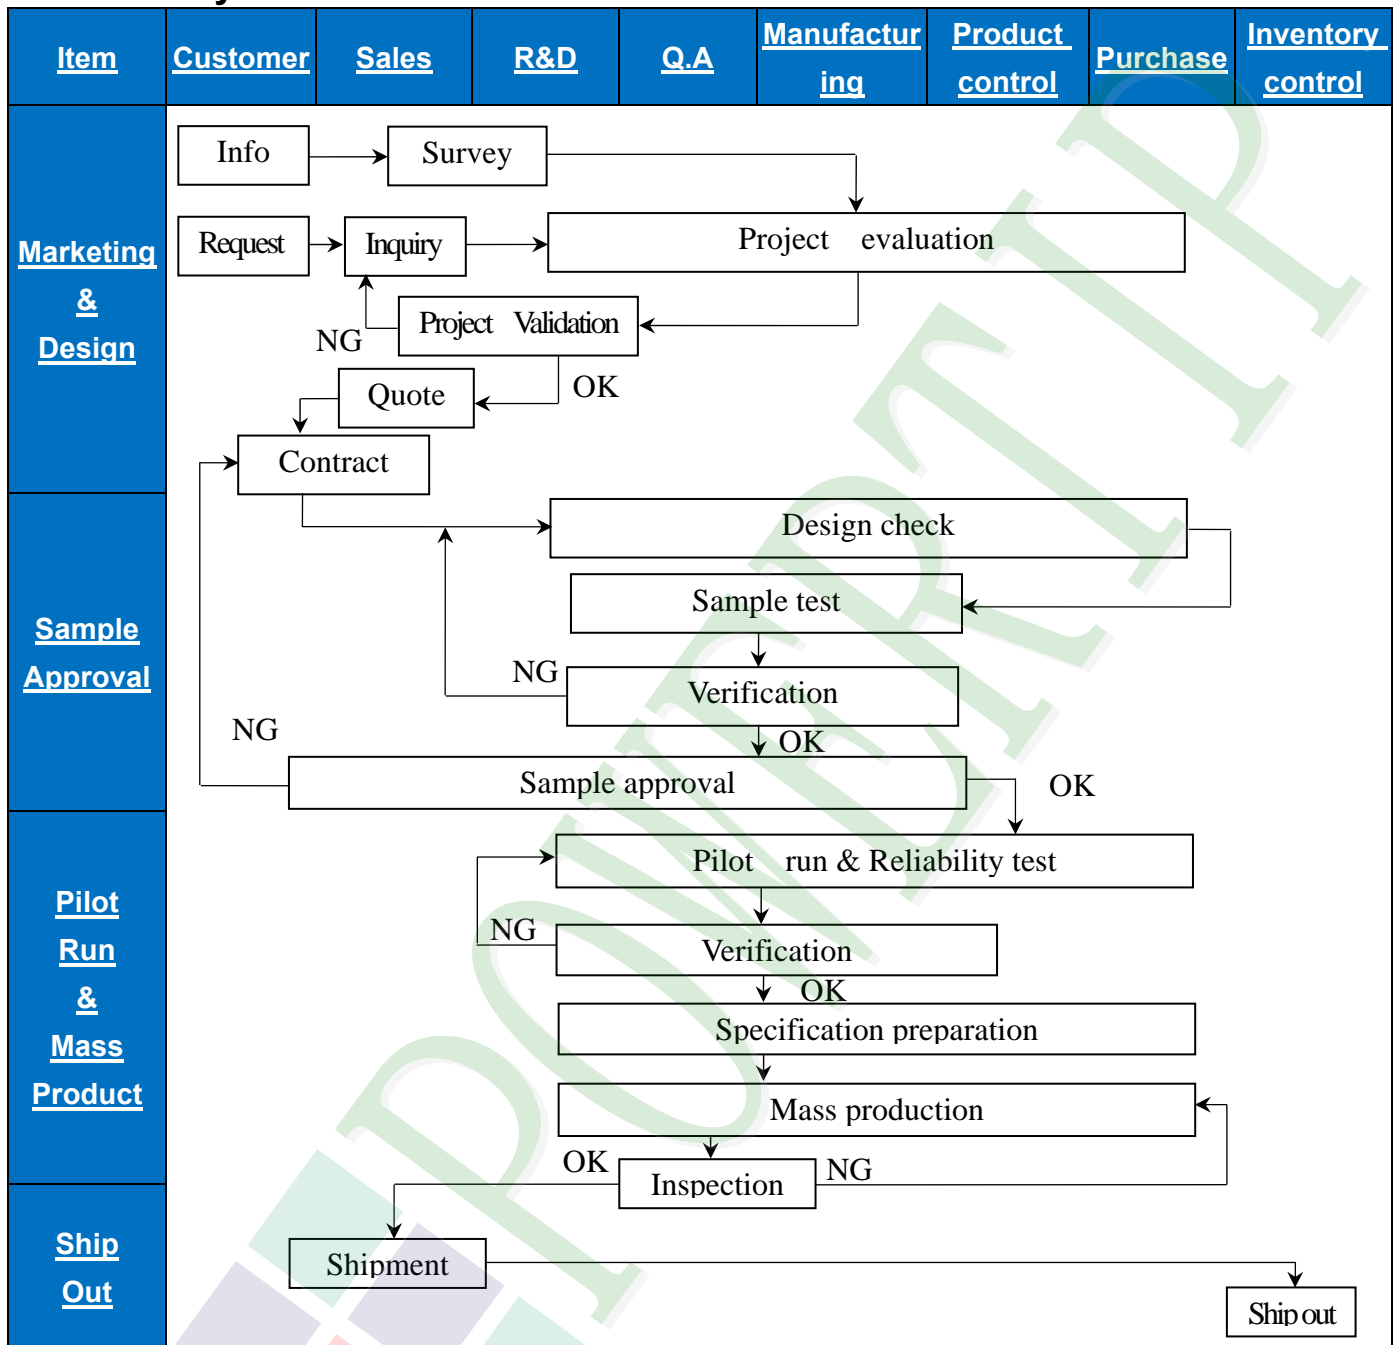 Item
Customer
Sales
R&D
Q.A
Manufactur
ing
Product
control
Purchase
Inventory
control
Marketing
&
Design
Info
Survey
Request
Inquiry
Project evaluation
Project Validation
NG
OK
Quote
Contract
Sample
Approval
Design check
Sample test
NG
Verification
NG
OK
Sample approval
OK
Pilot
Run
&
Mass
Product
Pilot run & Reliability test
NG
Verification
OK
Specification preparation
Mass production
OK
Inspection
NG
Ship
Out
Shipment
Ship out
POWERTIP